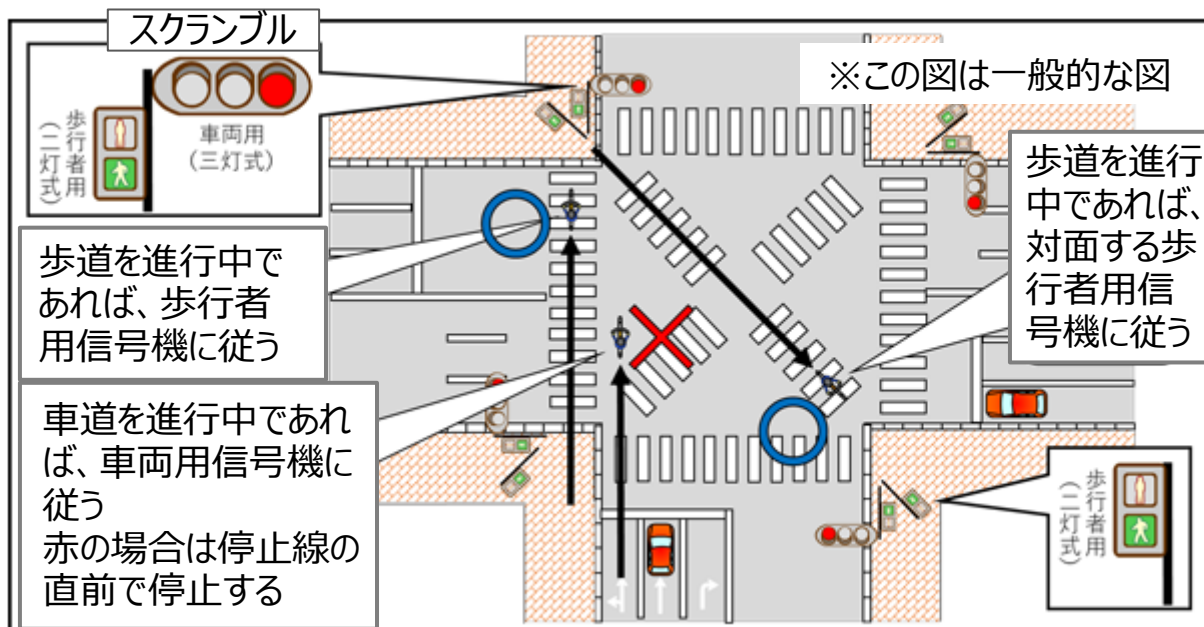 スクランブル
※この図は一般的な図
歩行者用
(二灯式)
車両用
(三灯式)
歩道を進行中で
あれば、歩行者
用信号機に従う
歩道を進行
中であれば、
対面する歩
行者用信
号機に従う
車道を進行中であれ
ば、車両用信号機に
従う
赤の場合は停止線の
直前で停止する
歩行者用
(二灯式)